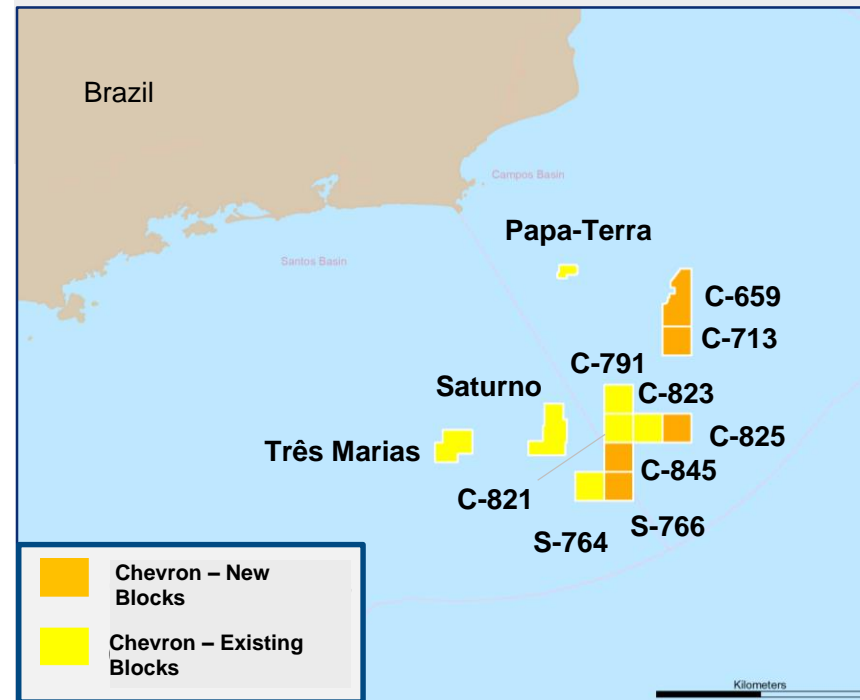 Brazil
Campos Basin
Papa-Terra
Santos Basin
C-659
C-713
C-791
Saturno
C-823
Três Marias
C-825
C-845
C-821
S-766
S-764
Chevron – New
Blocks
Chevron – Existing
Blocks
Kilometers